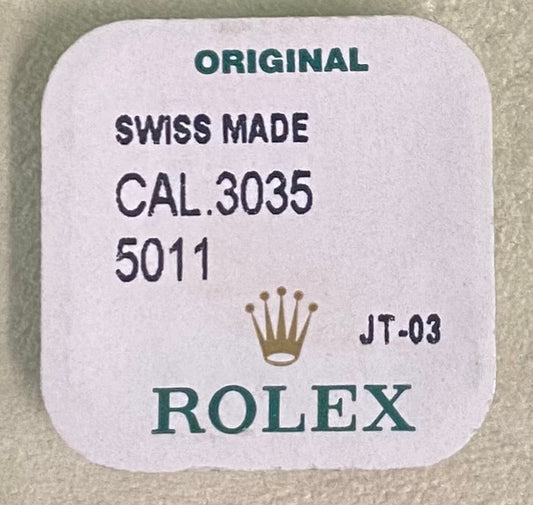 ORIGINAL
SWISS MADE
CAL.3035
5011
JT-03
ROLEX